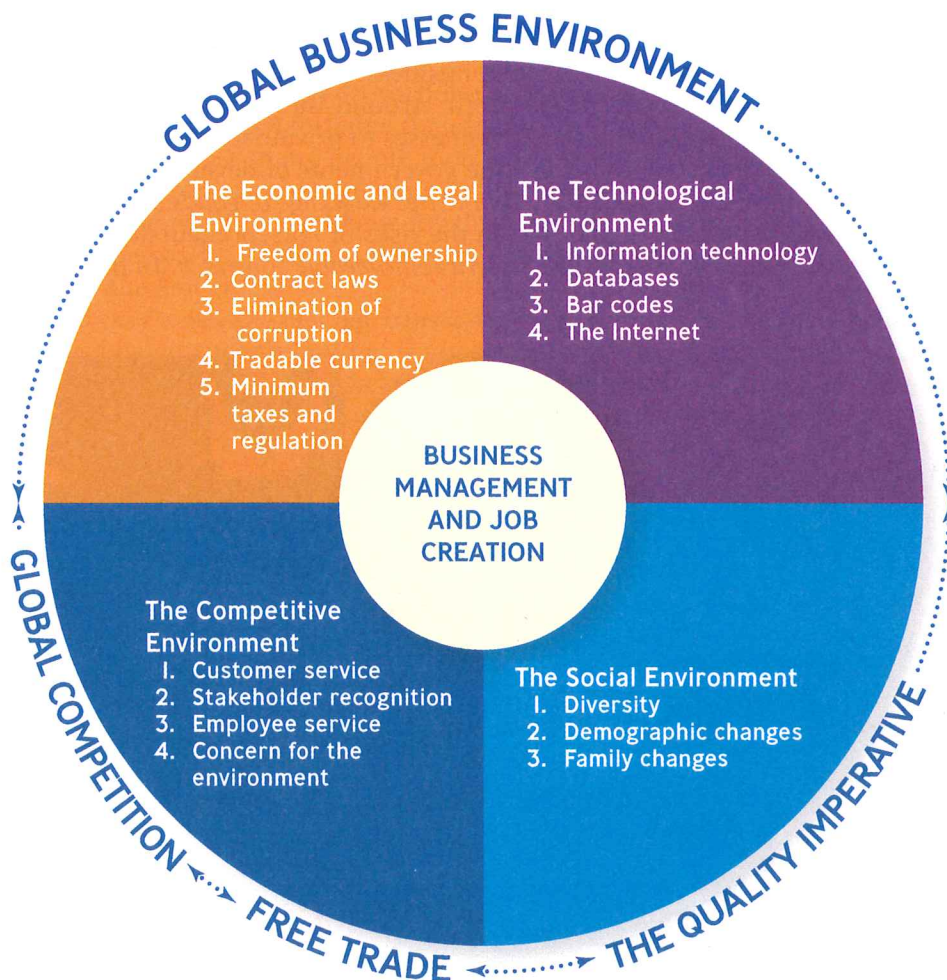 GLOBAL BUSINESS ENVIRONMENT
The Economic and Legal
Environment
1. Freedom of ownership
2. Contract laws
3. Elimination of
corruption
4. Tradable currency
5. Minimum
taxes and
regulation
The Technological
Environment
1. Information technology
2. Databases
3. Bar codes
4. The Internet
BUSINESS
MANAGEMENT
AND JOB
CREATION
The Competitive
Environment
1. Customer service
2. Stakeholder recognition
3. Employee service
4. Concern for the
environment
The Social Environment
1. Diversity
2. Demographic changes
3. Family changes
GLOBAL COMPETITION
FREE TRADE
THE QUALITY IMPERATIVE